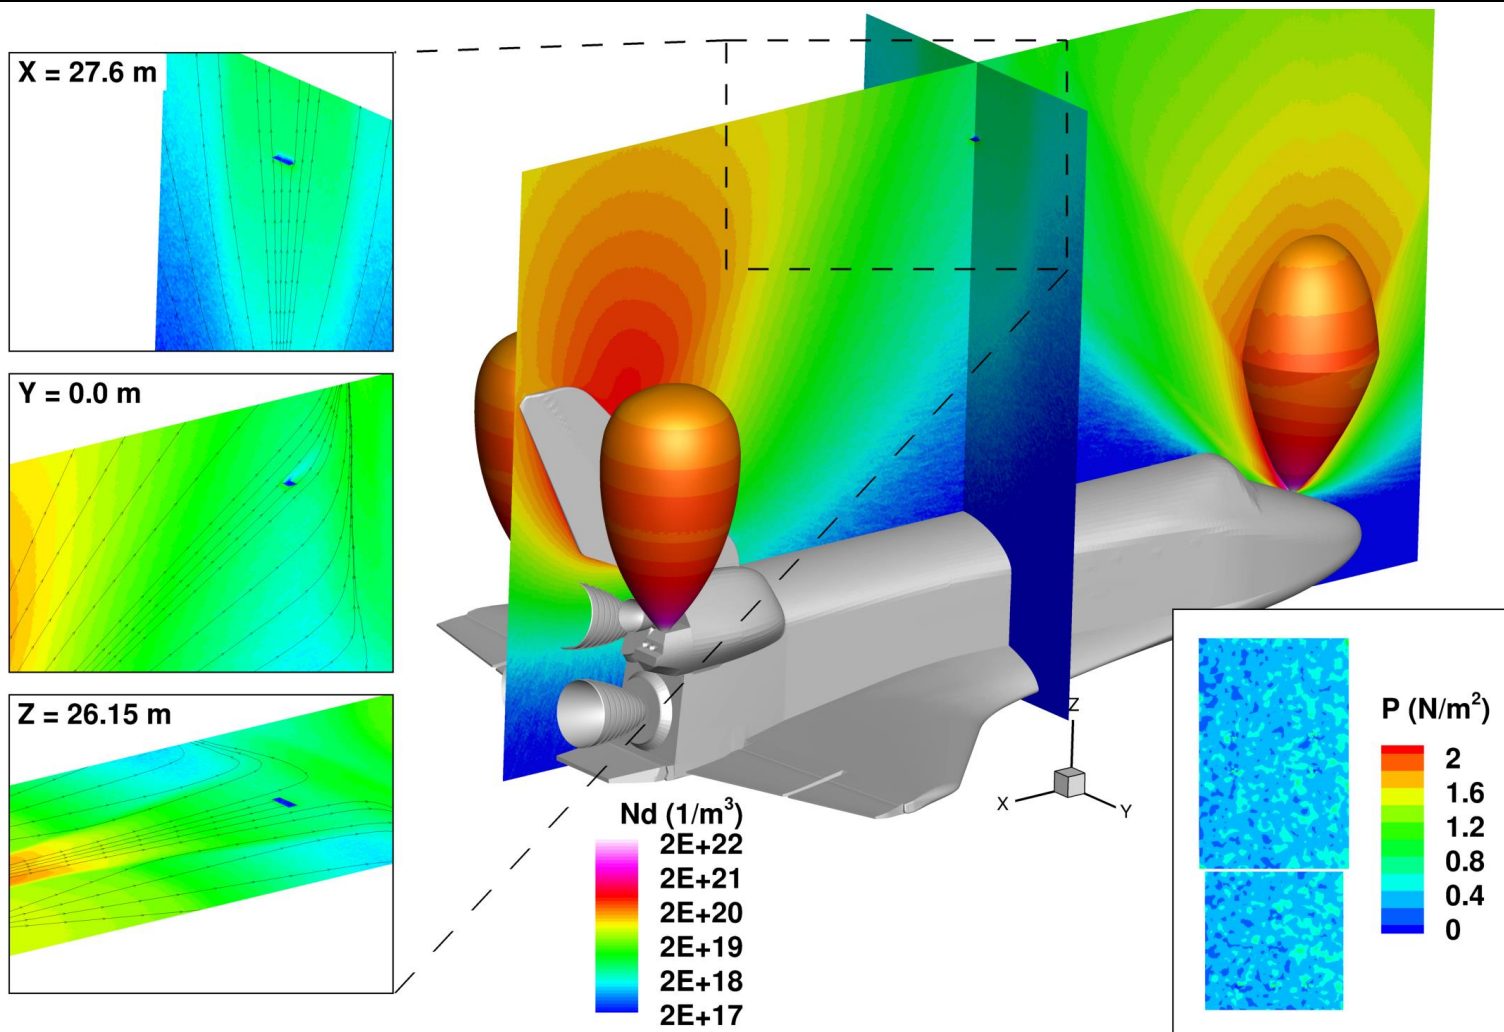 X = 27.6 m
Y = 0.0 m
Z = 26.15 m
Z
X
Y
Nd (1/m³)
2E+22
2E+21
2E+20
2E+19
2E+18
2E+17
P (N/m²)
2
1.6
1.2
0.8
0.4
0